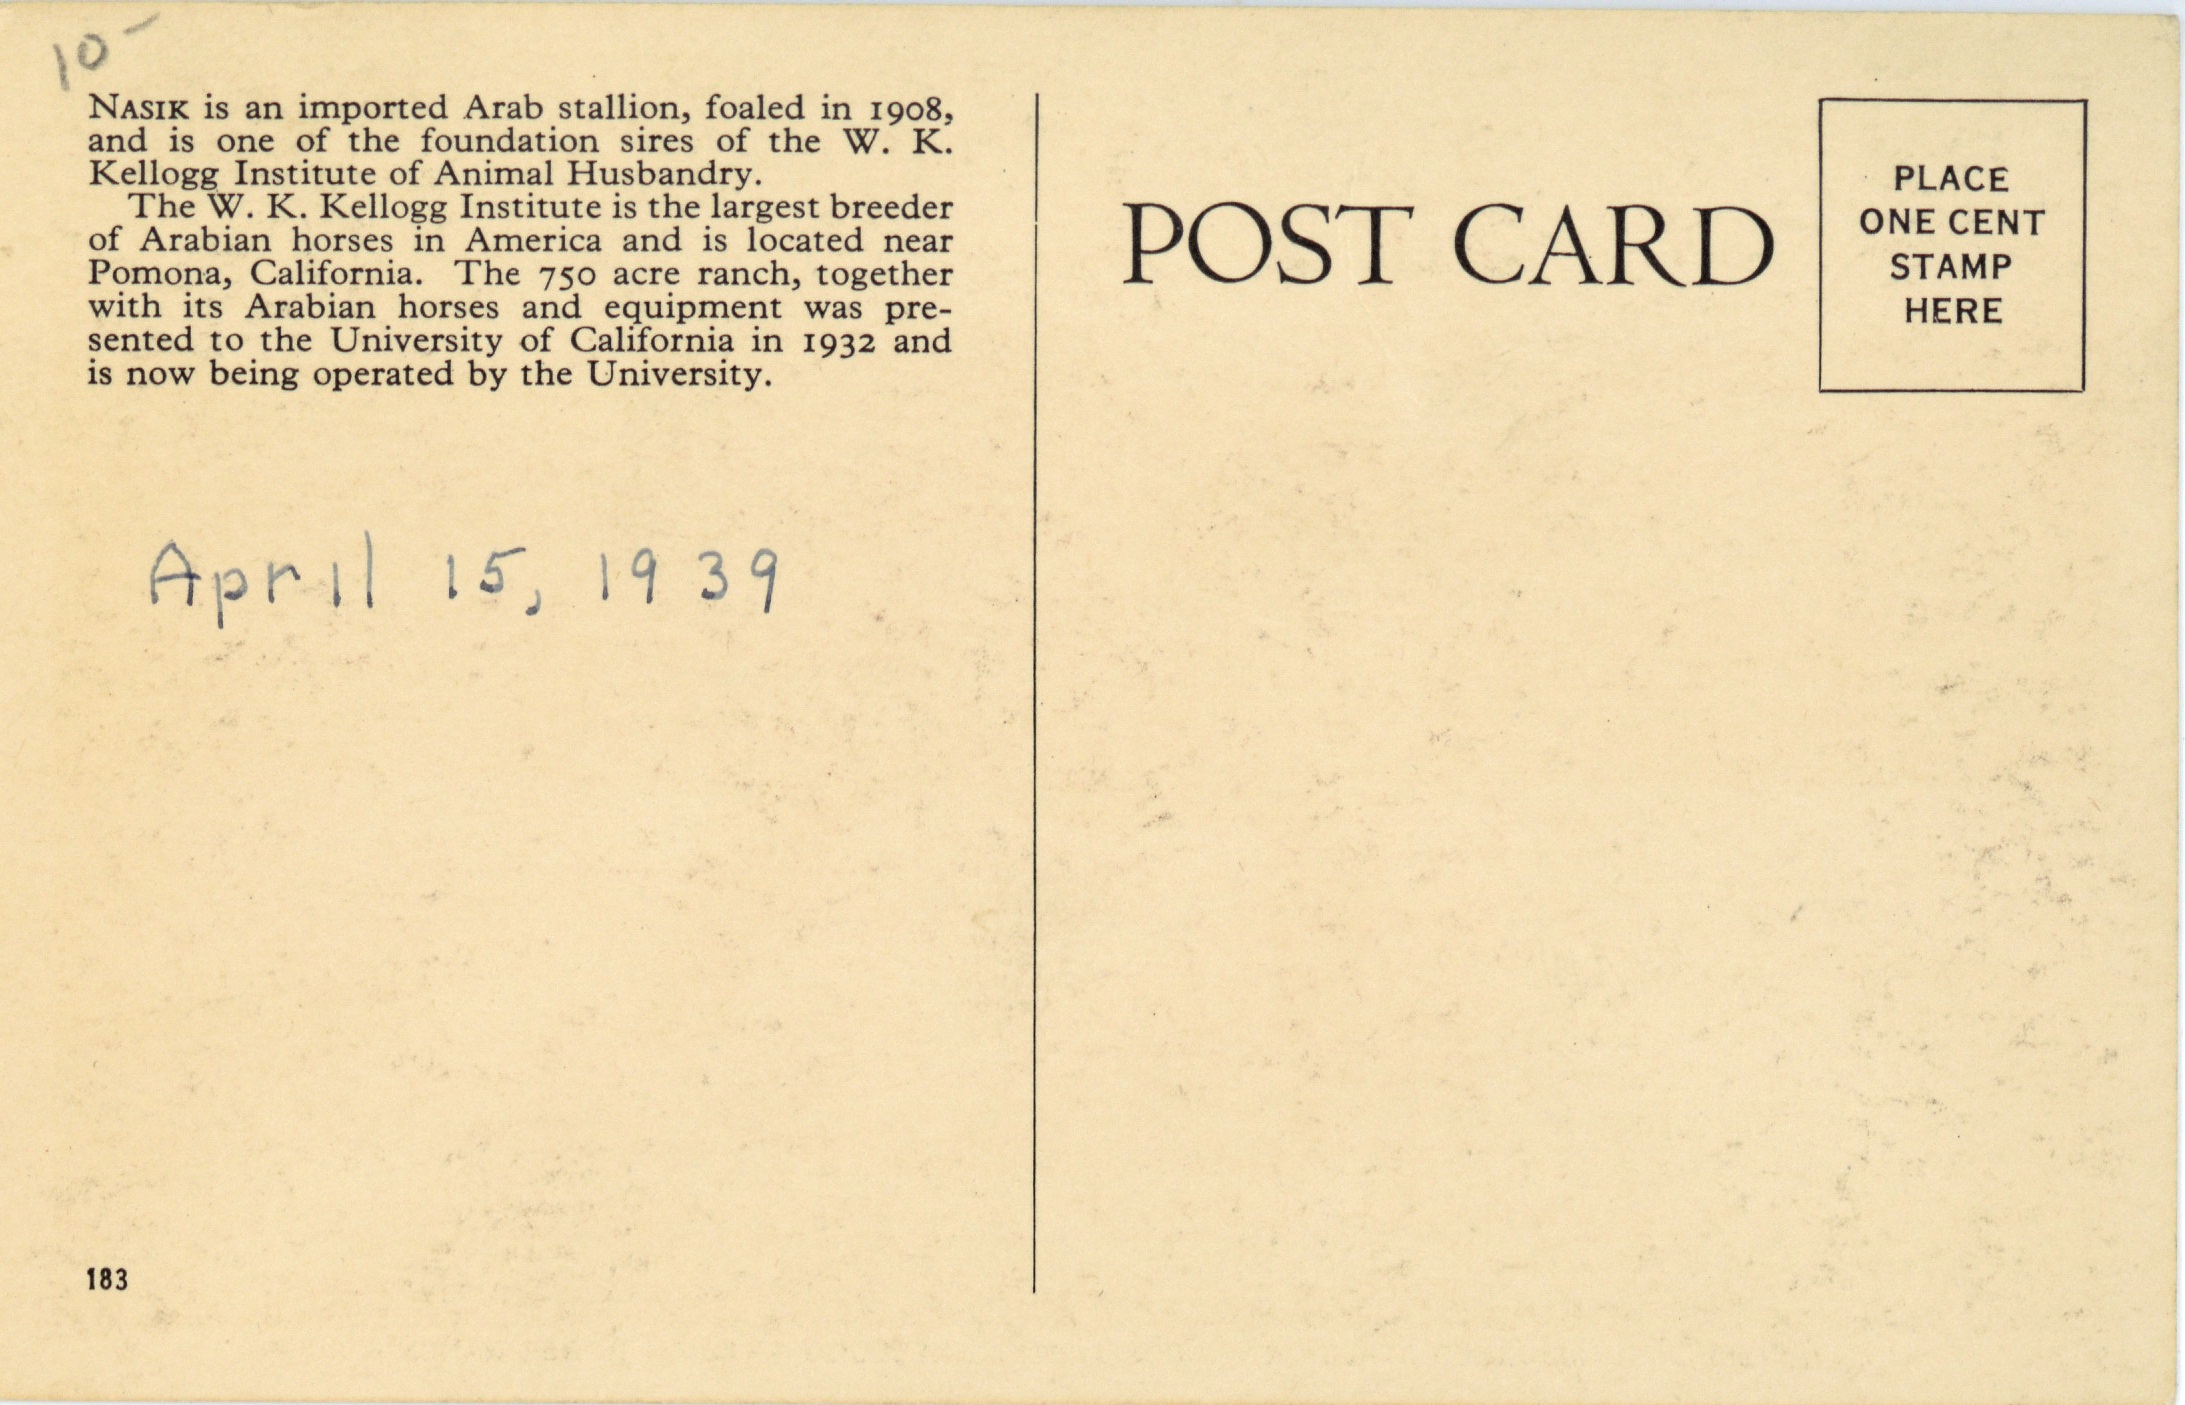 10-
NASIK is an imported Arab stallion, foaled in 1908,
and is one of the foundation sires of the W. K.
Kellogg Institute of Animal Husbandry.
The W. K. Kellogg Institute is the largest breeder
of Arabian horses in America and is located near
Pomona, California. The 750 acre ranch, together
with its Arabian horses and equipment was pre-
sented to the University of California in 1932 and
is now being operated by the University.
April 15, 1939
183
POST CARD
PLACE
ONE CENT
STAMP
HERE